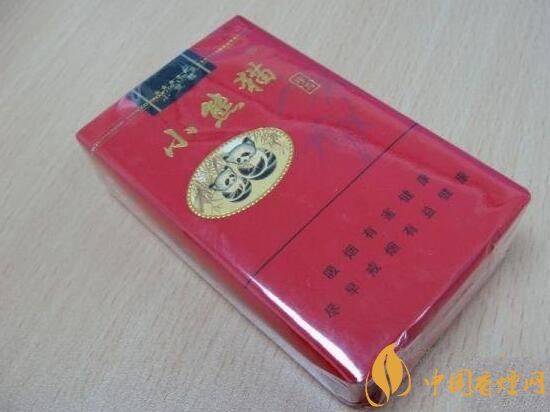 小熊猫
吸烟有害健康
尽早戒烟有益健康
中国香烟网